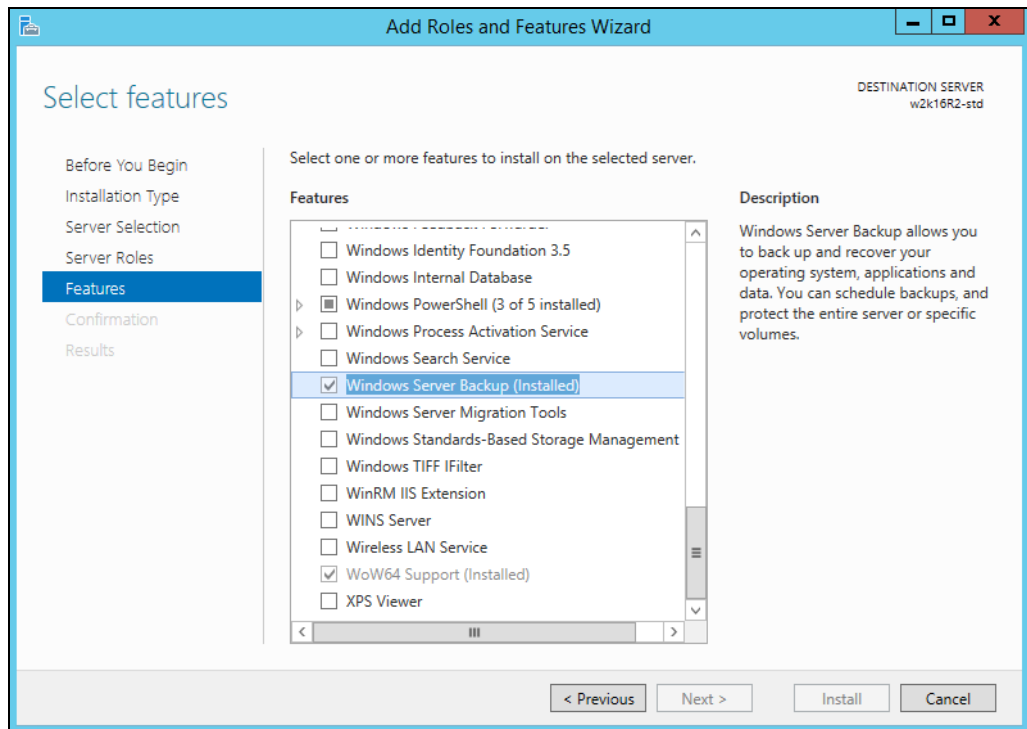 Add Roles and Features Wizard
Select features
DESTINATION SERVER
w2k16R2-std
Before You Begin
Installation Type
Server Selection
Server Roles
Features
Confirmation
Results
Select one or more features to install on the selected server.
Features
Windows Identity Foundation 3.5
Windows Internal Database
Windows PowerShell (3 of 5 installed)
Windows Process Activation Service
Windows Search Service
Windows Server Backup (Installed)
Windows Server Migration Tools
Windows Standards-Based Storage Management
Windows TIFF IFilter
WinRM IIS Extension
WINS Server
Wireless LAN Service
WoW64 Support (Installed)
XPS Viewer
Description
Windows Server Backup allows you
to back up and recover your
operating system, applications and
data. You can schedule backups, and
protect the entire server or specific
volumes.
< Previous
Next >
Install
Cancel